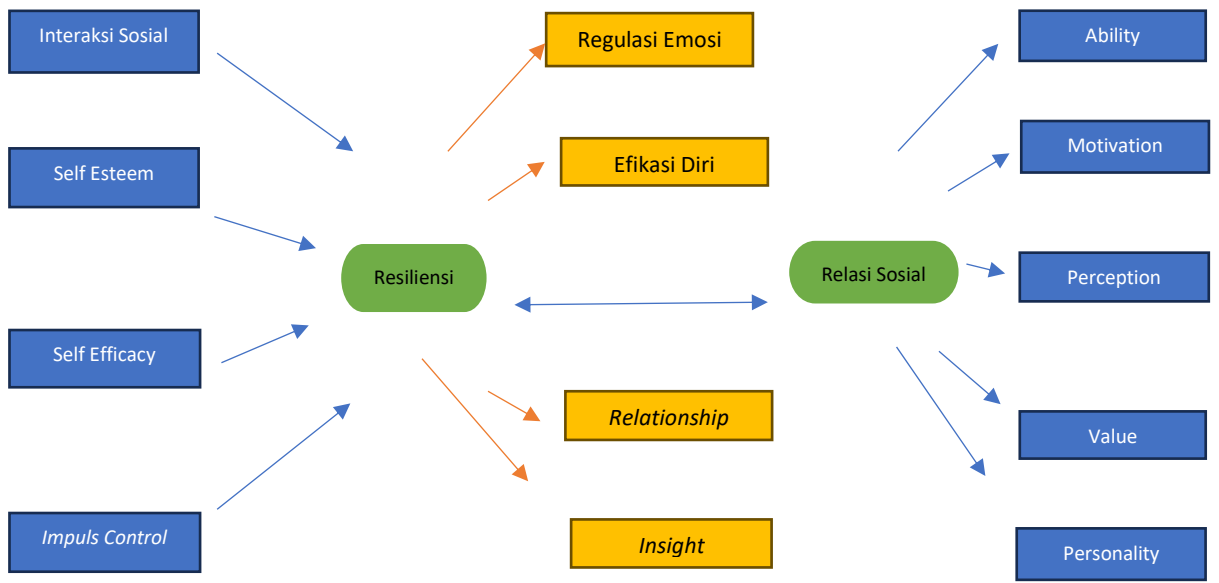 Interaksi Sosial
Self Esteem
Self Efficacy
Impuls Control
Resiliensi
Regulasi Emosi
Efikasi Diri
Relationship
Insight
Relasi Sosial
Ability
Motivation
Perception
Value
Personality